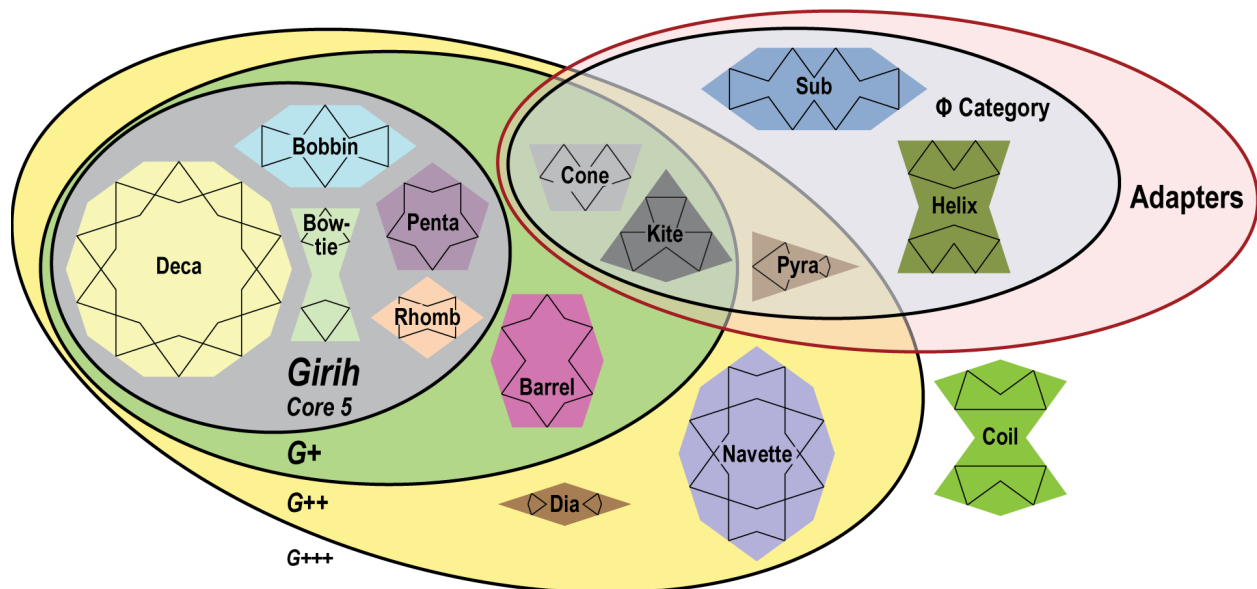 Sub
Φ Category
Bobbin
Cone
Adapters
Bow-
tie
Penta
Helix
Kite
Deca
Pyra
Rhomb
Girih
Barrel
Core 5
Coil
G+
Navette
G++
Dia
G+++